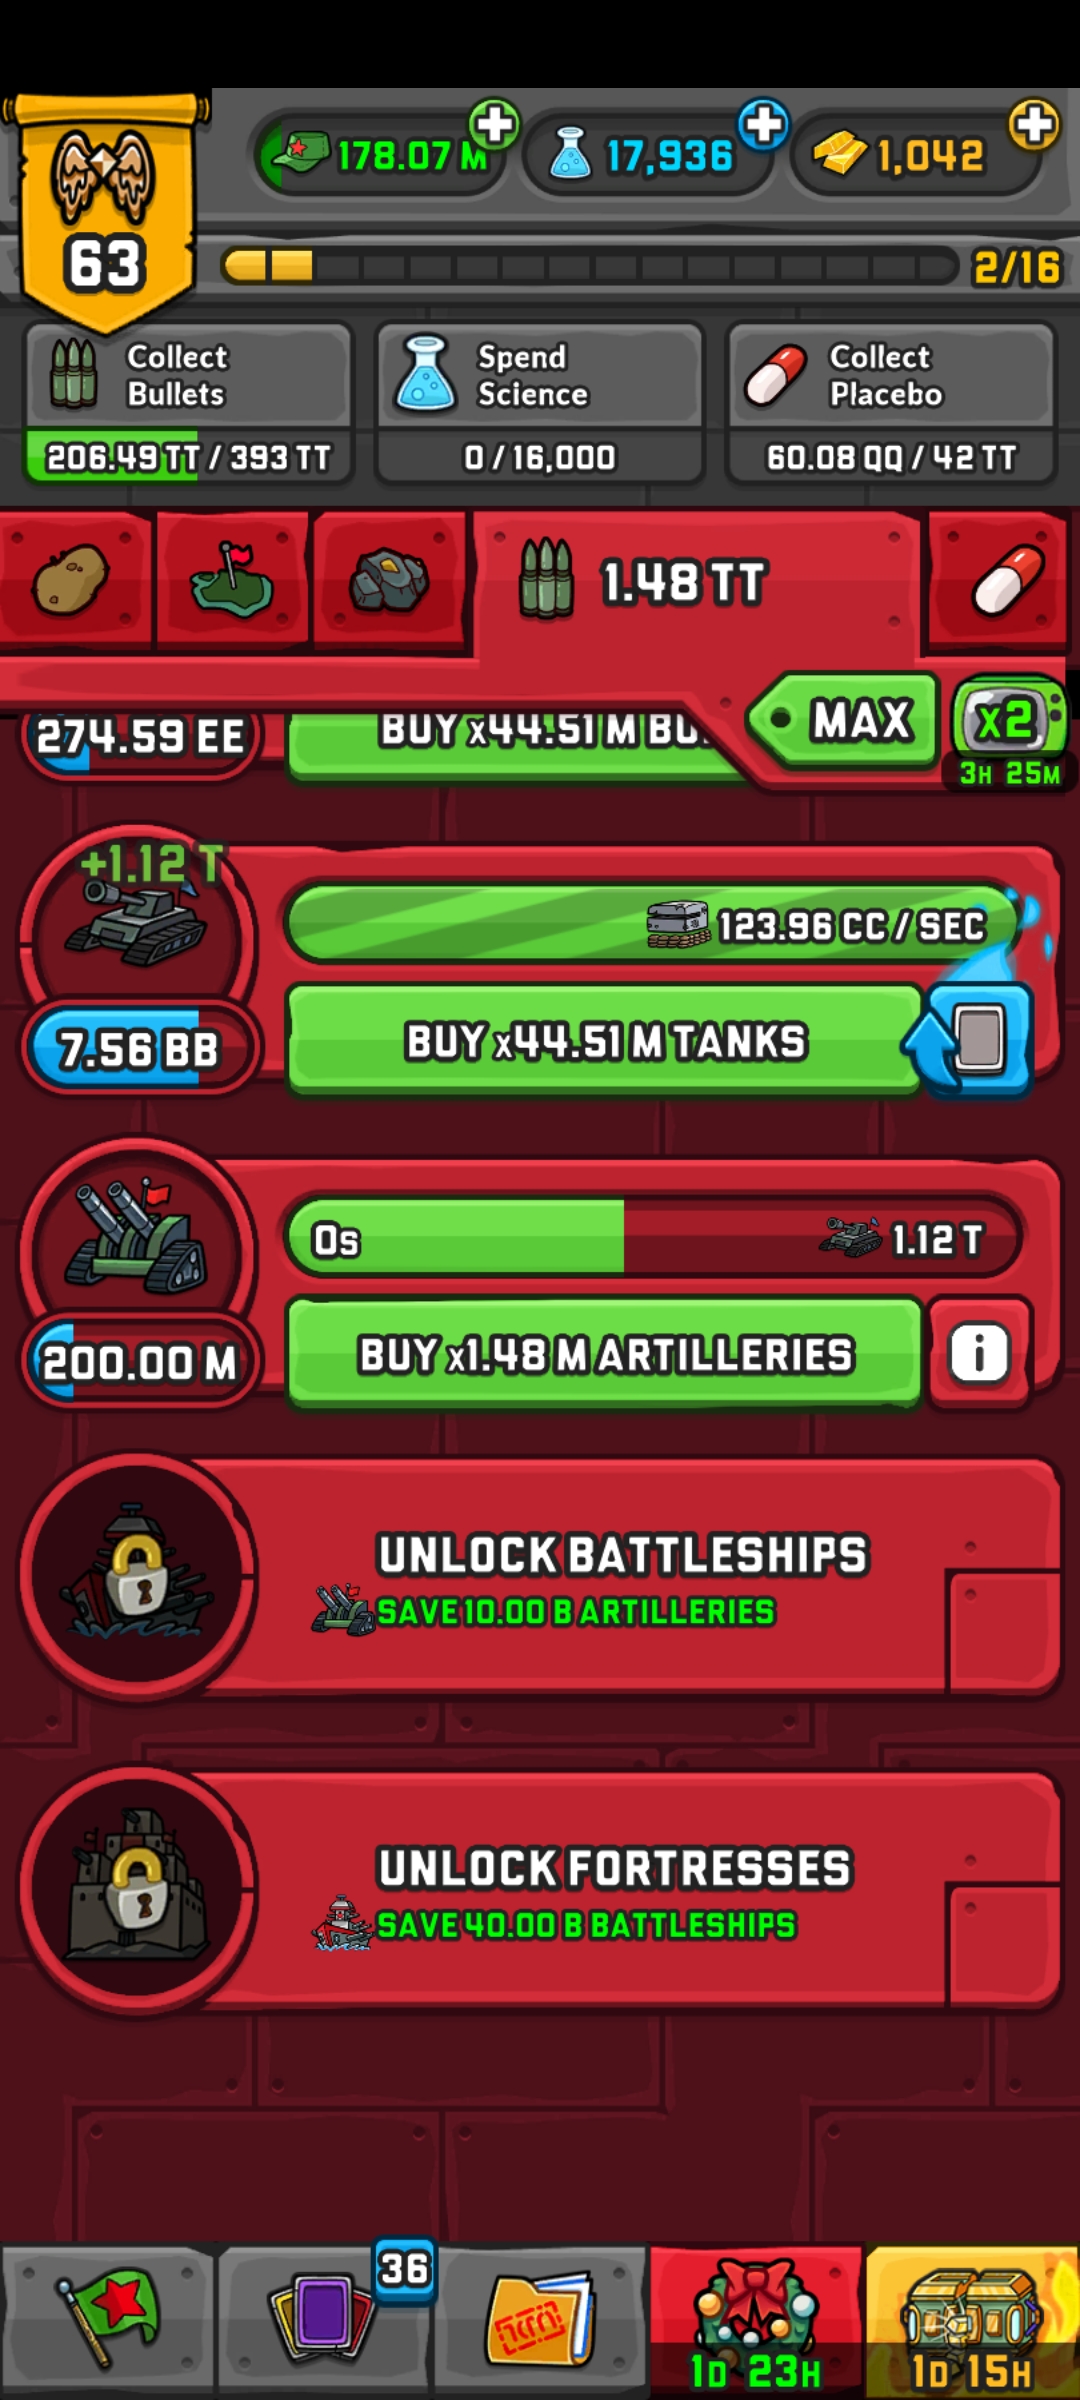 178.07 M
17,936
1,042
63
2/16
Collect
Bullets
206.49 TT / 393 TT
Spend
Science
0 / 16,000
Collect
Placebo
60.08 QQ / 42 TT
1.48 TT
MAX
x2
3H 25M
274.59 EE
BUY x44.51 M
+1.12 T
123.96 CC / SEC
7.56 BB
BUY x44.51 M TANKS
0s
1.12 T
200.00 M
BUY x1.48 M ARTILLERIES
i
UNLOCK BATTLESHIPS
SAVE 10.00 B ARTILLERIES
UNLOCK FORTRESSES
SAVE 40.00 B BATTLESHIPS
36
1D 23H
1D 15H